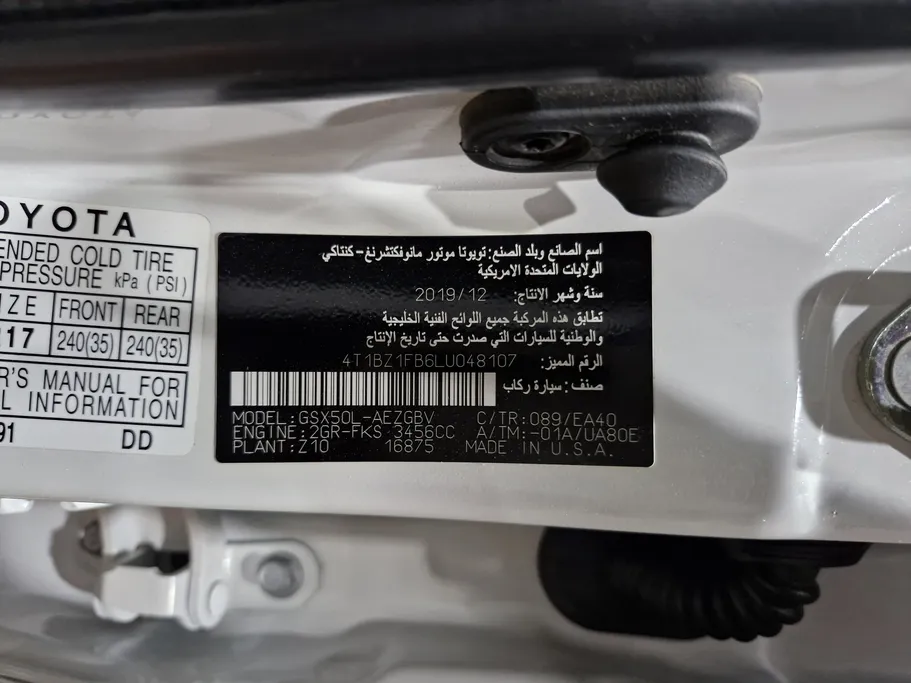 OYOTA
ENDED COLD TIRE
PRESSURE kPa (PSI)
IZE FRONT REAR
17 240(35) 240(35)
R'S MANUAL FOR
L INFORMATION
91 DD
اسم الصانع وبلد الصنع: تويوتا موتور مانوفكتشرنغ - كنتاكي
الولايات المتحدة الامريكية
سنة وشهر الانتاج: 2019/12
تطابق هذه المركبة جميع اللوائح الفنية الخليجية
والوطنية للسيارات التي صدرت حتى تاريخ الإنتاج
الرقم المميز: 4T1BZ1FB6LU048107
صنف: سيارة ركاب
MODEL:GSX50L-AEZGBV C/TR:089/EA40
ENGINE:2GR-FKS 3456CC A/TM:-01A/UA80E
PLANT:Z10 18875 MADE IN U.S.A.